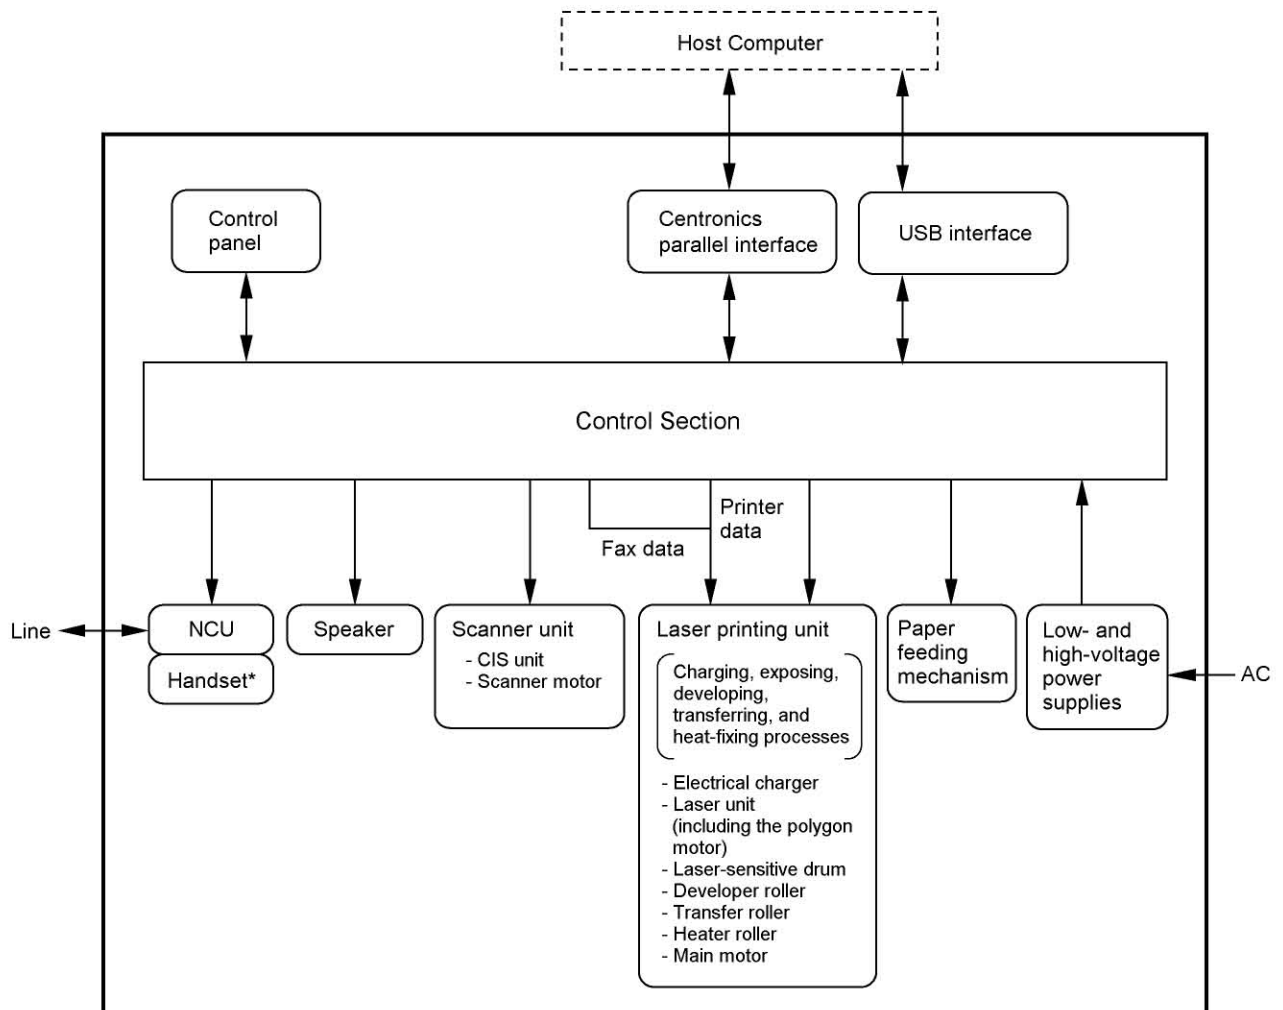 Host Computer
Control
panel
Centronics
parallel interface
USB interface
Control Section
Printer
data
Fax data
Line
NCU
Handset*
Speaker
Scanner unit
- CIS unit
- Scanner motor
Laser printing unit
Charging, exposing,
developing,
transferring, and
heat-fixing processes
- Electrical charger
- Laser unit
(including the polygon
motor)
- Laser-sensitive drum
- Developer roller
- Transfer roller
- Heater roller
- Main motor
Paper
feeding
mechanism
Low- and
high-voltage
power
supplies
AC